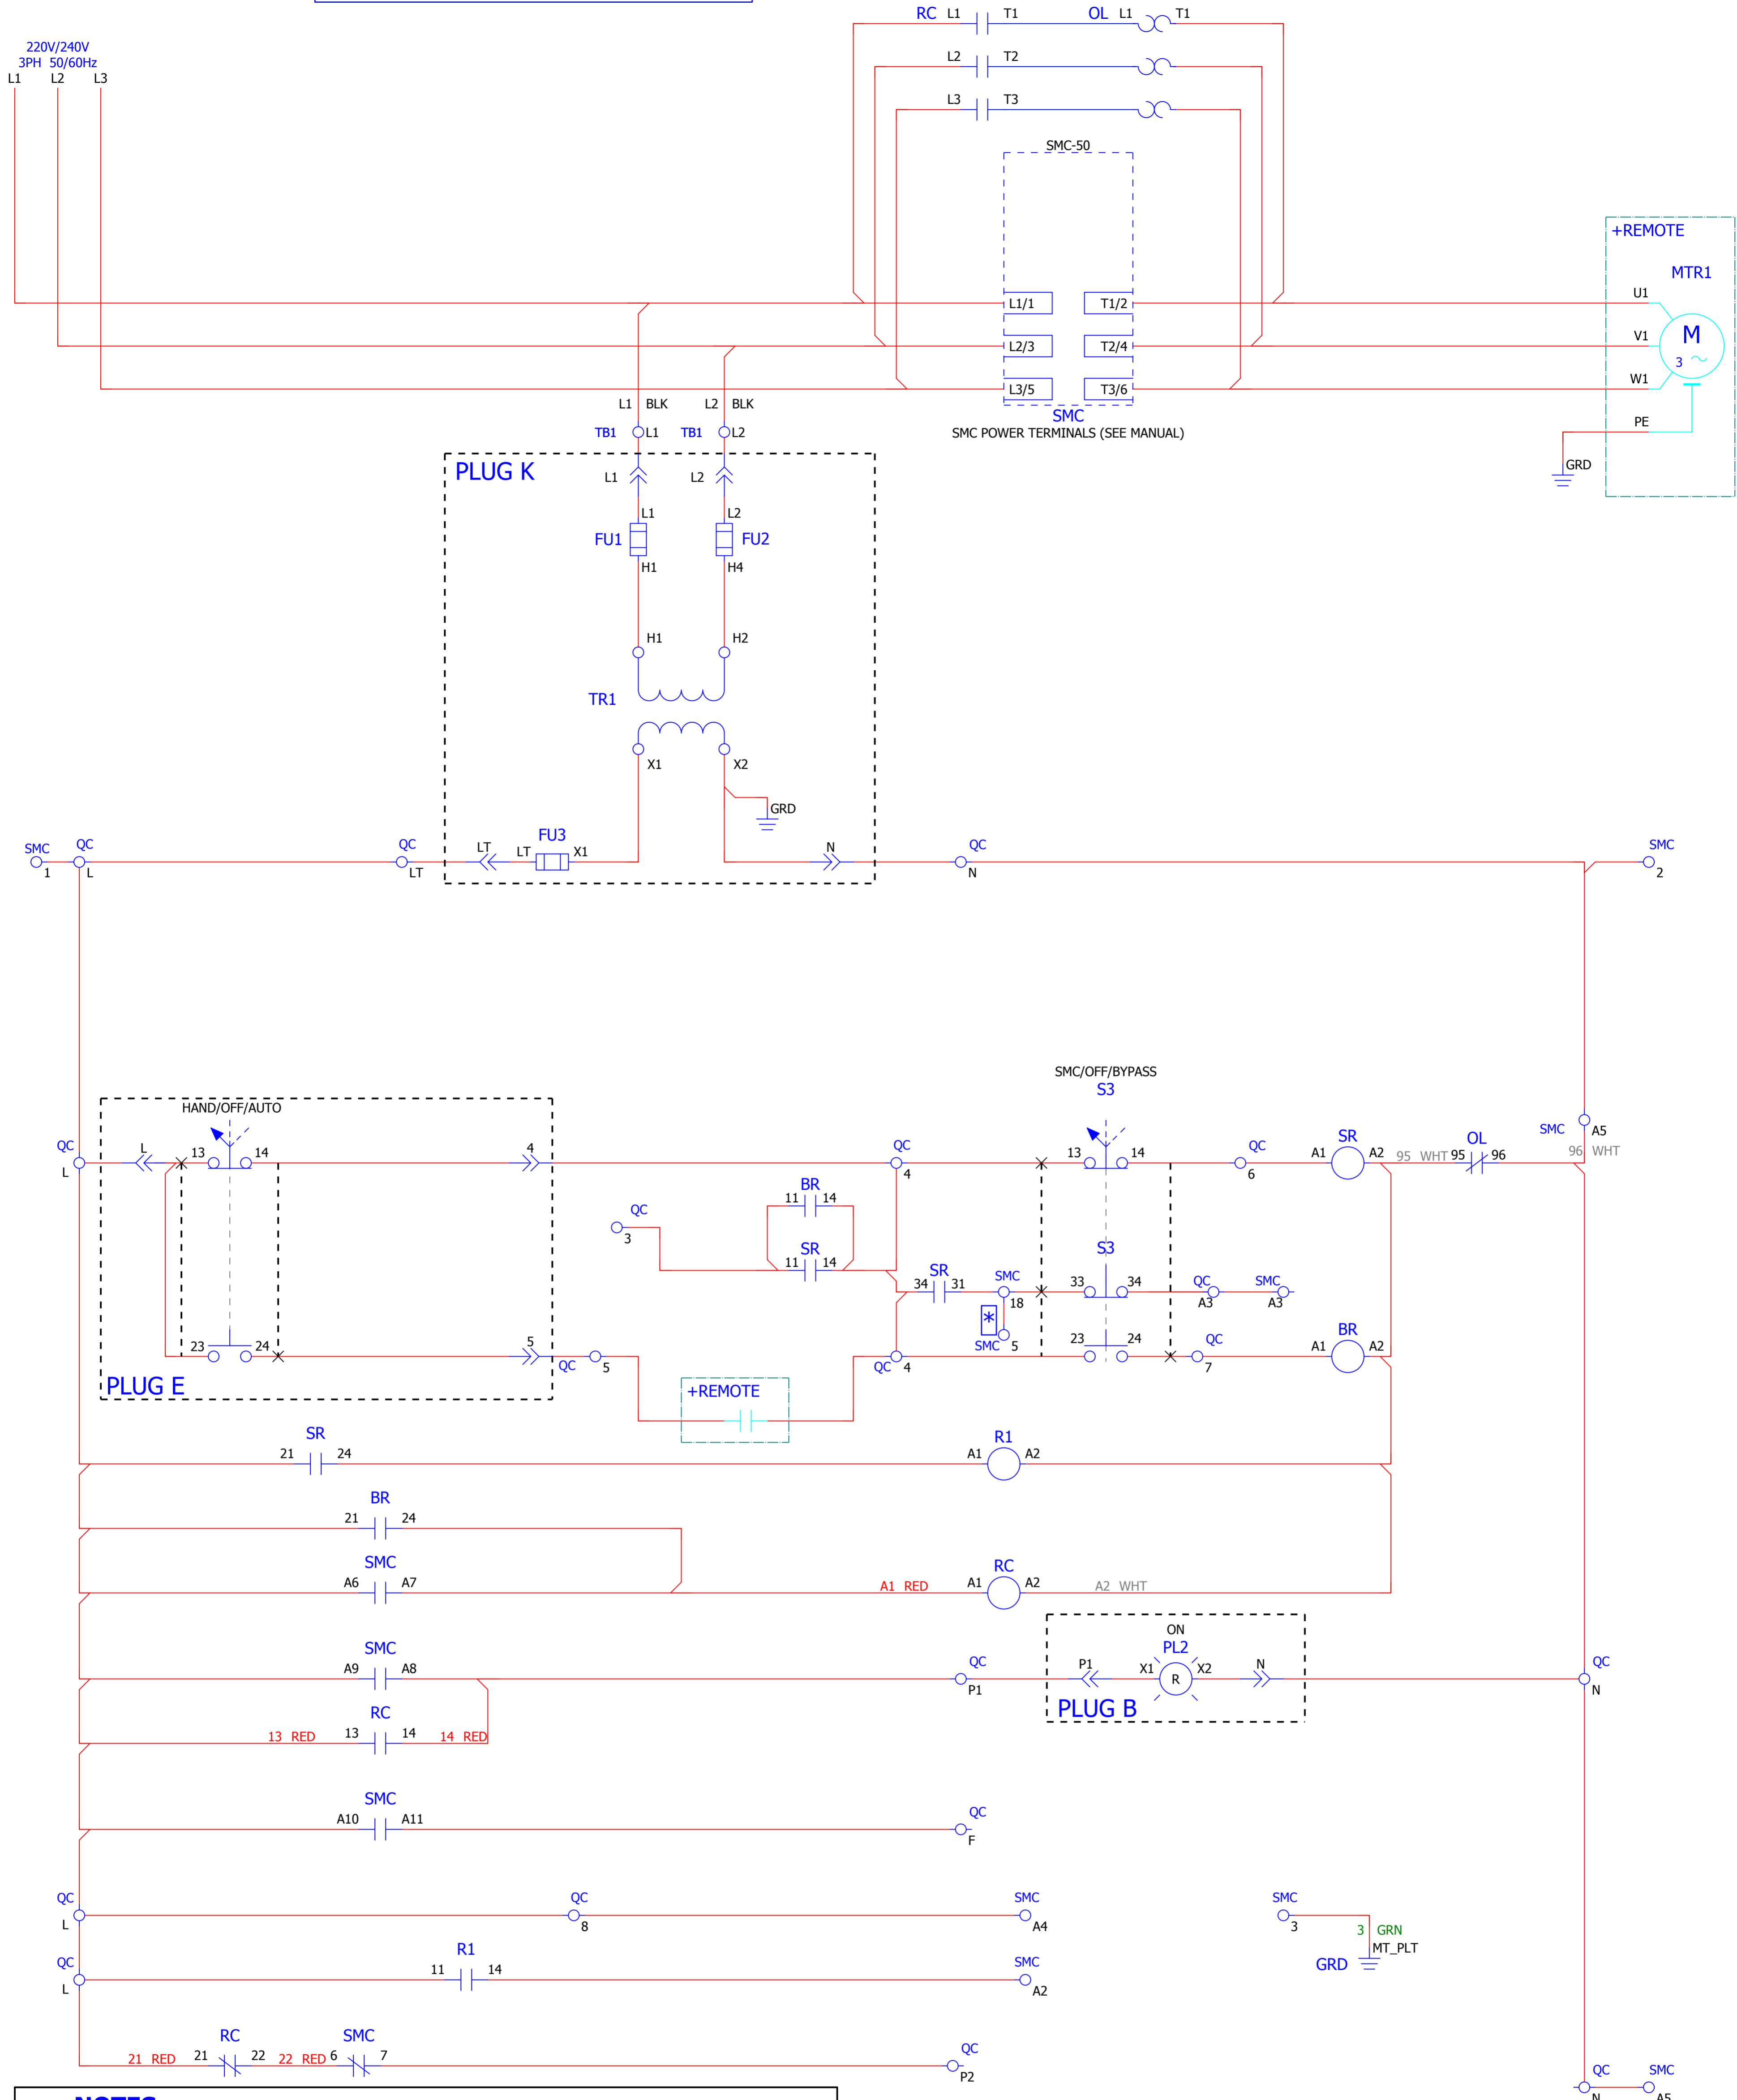 RC L1 T1 OL L1 T1
220V/240V
3PH 50/60Hz
L1 L2 L3
L2 T2
L3 T3
SMC-50
+REMOTE
MTR1
L1/1 T1/2 U1
L2/3 T2/4 V1 M
3
L3/5 T3/6 W1
L1 BLK L2 BLK
SMC
PE
TB1 L1 TB1 L2
SMC POWER TERMINALS (SEE MANUAL)
PLUG K
L1 L2
GRD
L1 L2
FU1 FU2
H1 H4
H1 H2
TR1
X1 X2
GRD
FU3
SMC QC QC LT LT X1 N QC SMC
1 L LT N 2
SMC/OFF/BYPASS
S3
HAND/OFF/AUTO
QC L 13 14 4 QC 13 14 QC SR OL SMC A5
L 4 6 A1 A2 95 WHT 95 96 96 WHT
BR
11 14
QC
3
SR
11 14
S3
SR
34 31 SMC 33 34 QC SMC
18 A3 A3
*
23 24 5 SMC 5 23 24 QC BR
QC 5 QC 4 7 A1 A2
PLUG E
+REMOTE
SR R1
21 24 A1 A2
BR
21 24
SMC RC
A6 A7 A1 RED A1 A2 A2 WHT
ON
SMC PL2
A9 A8 QC P1 X1 R X2 N QC
P1 N
PLUG B
RC
13 RED 13 14 14 RED
SMC
A10 A11 QC
F
QC QC SMC SMC
L 8 A4 3
3 GRN
MT_PLT
GRD
QC R1 SMC
L 11 14 A2
RC SMC
21 RED 21 22 22 RED 6 7 QC
P2
QC SMC
N A5
NOTES